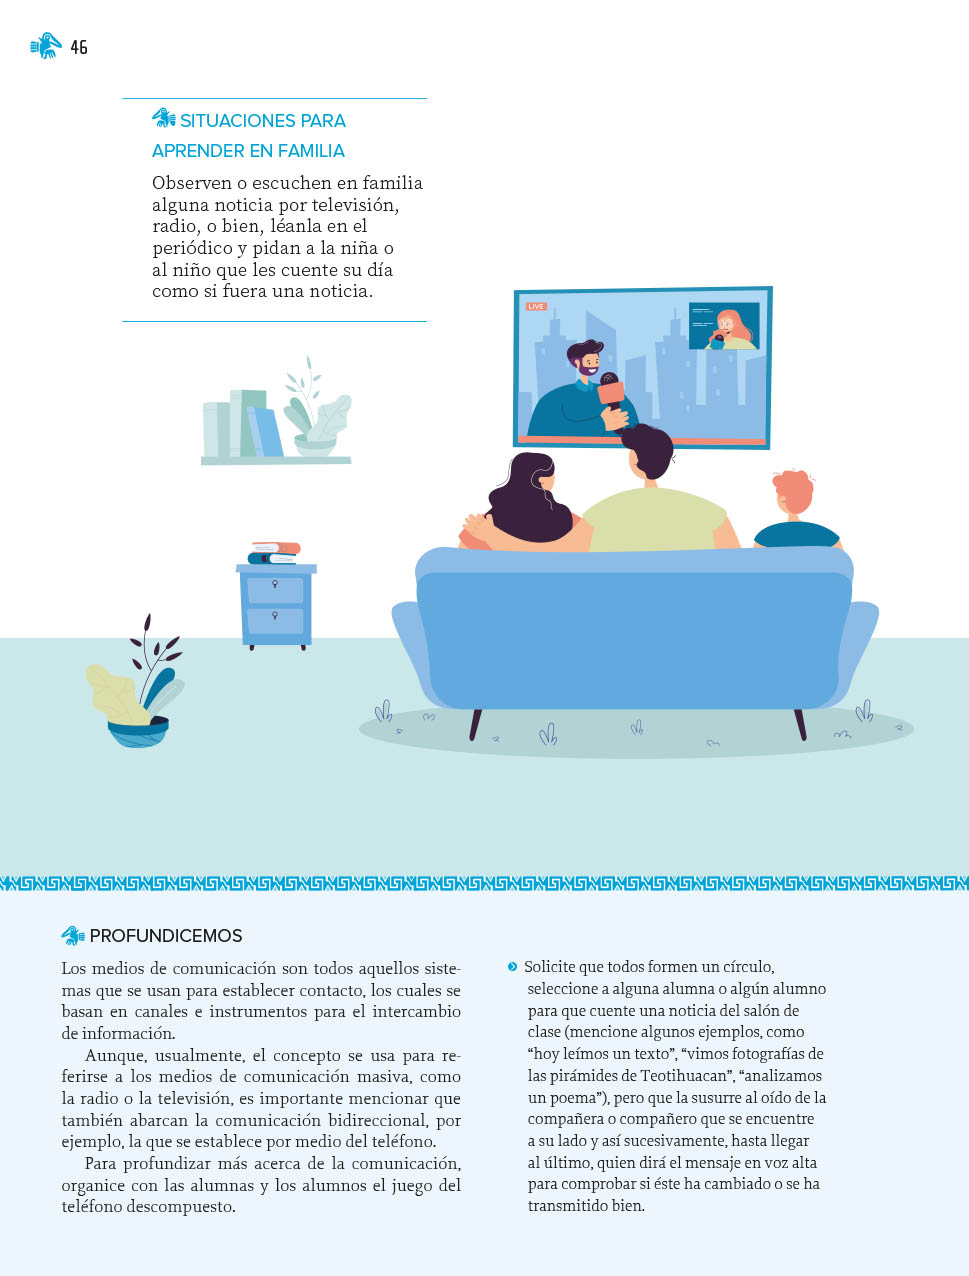 46
SITUACIONES PARA
APRENDER EN FAMILIA
Observen o escuchen en familia
alguna noticia por televisión,
radio, o bien, léanla en el
periódico y pidan a la niña o
al niño que les cuente su día
como si fuera una noticia.
LIVE
PROFUNDICEMOS
Los medios de comunicación son todos aquellos siste-
mas que se usan para establecer contacto, los cuales se
basan en canales e instrumentos para el intercambio
de información.
Aunque, usualmente, el concepto se usa para re-
ferirse a los medios de comunicación masiva, como
la radio o la televisión, es importante mencionar que
también abarcan la comunicación bidireccional, por
ejemplo, la que se establece por medio del teléfono.
Para profundizar más acerca de la comunicación,
organice con las alumnas y los alumnos el juego del
teléfono descompuesto.
Solicite que todos formen un círculo,
seleccione a alguna alumna o algún alumno
para que cuente una noticia del salón de
clase (mencione algunos ejemplos, como
“hoy leímos un texto”, “vimos fotografías de
las pirámides de Teotihuacan”, “analizamos
un poema”), pero que la susurre al oído de la
compañera o compañero que se encuentre
a su lado y así sucesivamente, hasta llegar
al último, quien dirá el mensaje en voz alta
para comprobar si éste ha cambiado o se ha
transmitido bien.